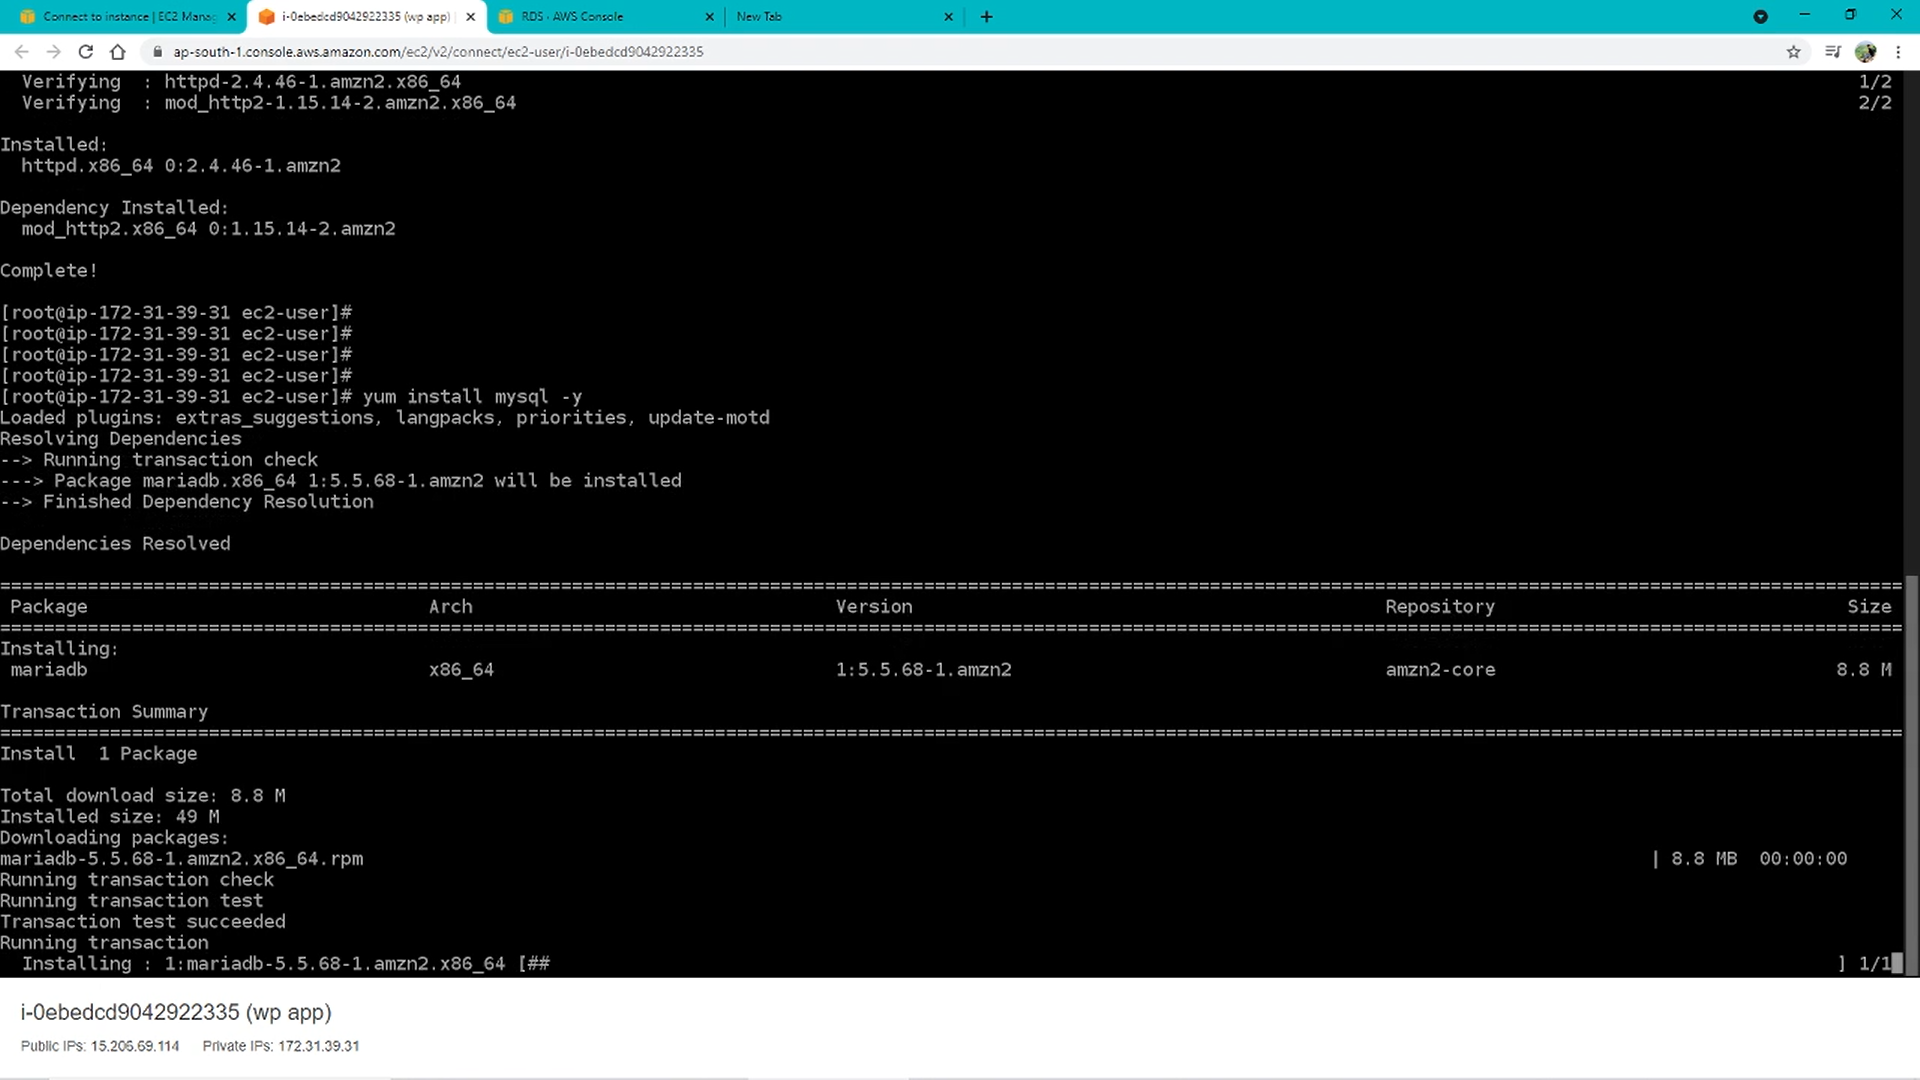 Connect to instance | EC2 Manag
i-0ebedcd9042922335 (wp app)
RDS · AWS Console
New Tab
ap-south-1.console.aws.amazon.com/ec2/v2/connect/ec2-user/i-0ebedcd9042922335
Verifying  : httpd-2.4.46-1.amzn2.x86_64 1/2
Verifying  : mod_http2-1.15.14-2.amzn2.x86_64 2/2
Installed:
httpd.x86_64 0:2.4.46-1.amzn2
Dependency Installed:
mod_http2.x86_64 0:1.15.14-2.amzn2
Complete!
[root@ip-172-31-39-31 ec2-user]#
[root@ip-172-31-39-31 ec2-user]#
[root@ip-172-31-39-31 ec2-user]#
[root@ip-172-31-39-31 ec2-user]#
[root@ip-172-31-39-31 ec2-user]# yum install mysql -y
Loaded plugins: extras_suggestions, langpacks, priorities, update-motd
Resolving Dependencies
--> Running transaction check
---> Package mariadb.x86_64 1:5.5.68-1.amzn2 will be installed
--> Finished Dependency Resolution
Dependencies Resolved
Package Arch Version Repository Size
Installing:
mariadb x86_64 1:5.5.68-1.amzn2 amzn2-core 8.8 M
Transaction Summary
Install  1 Package
Total download size: 8.8 M
Installed size: 49 M
Downloading packages:
mariadb-5.5.68-1.amzn2.x86_64.rpm | 8.8 MB  00:00:00
Running transaction check
Running transaction test
Transaction test succeeded
Running transaction
Installing : 1:mariadb-5.5.68-1.amzn2.x86_64 [## ] 1/1
i-0ebedcd9042922335 (wp app)
Public IPs: 15.206.69.114 Private IPs: 172.31.39.31